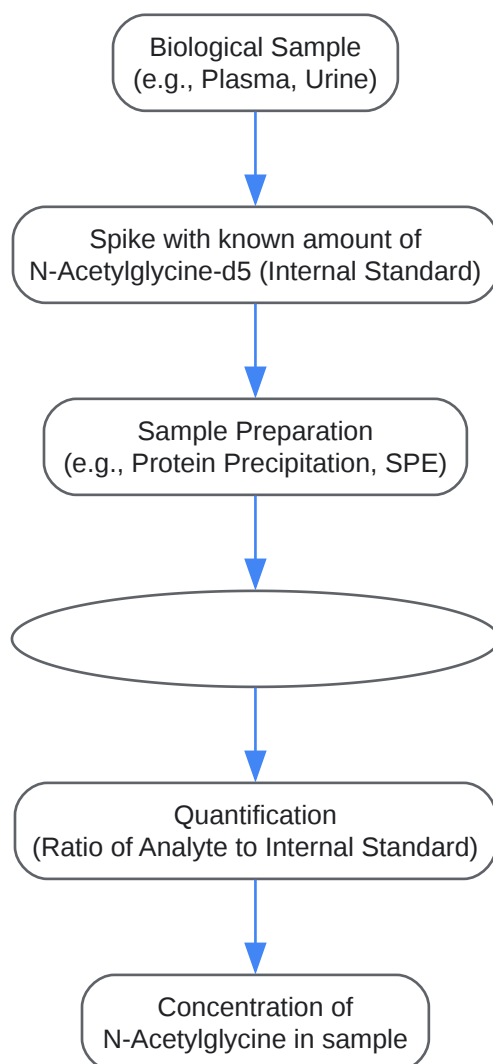 Biological Sample
(e.g., Plasma, Urine)
Spike with known amount of
N-Acetylglycine-d5 (Internal Standard)
Sample Preparation
(e.g., Protein Precipitation, SPE)
Quantification
(Ratio of Analyte to Internal Standard)
Concentration of
N-Acetylglycine in sample